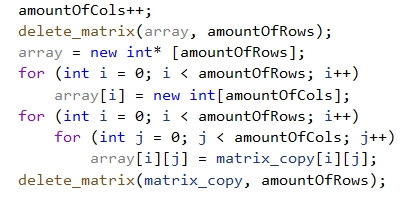 amountOfCols++;
delete_matrix(array, amountOfRows);
array = new int* [amountOfRows];
for (int i = 0; i < amountOfRows; i++)
    array[i] = new int[amountOfCols];
for (int i = 0; i < amountOfRows; i++)
    for (int j = 0; j < amountOfCols; j++)
        array[i][j] = matrix_copy[i][j];
delete_matrix(matrix_copy, amountOfRows);